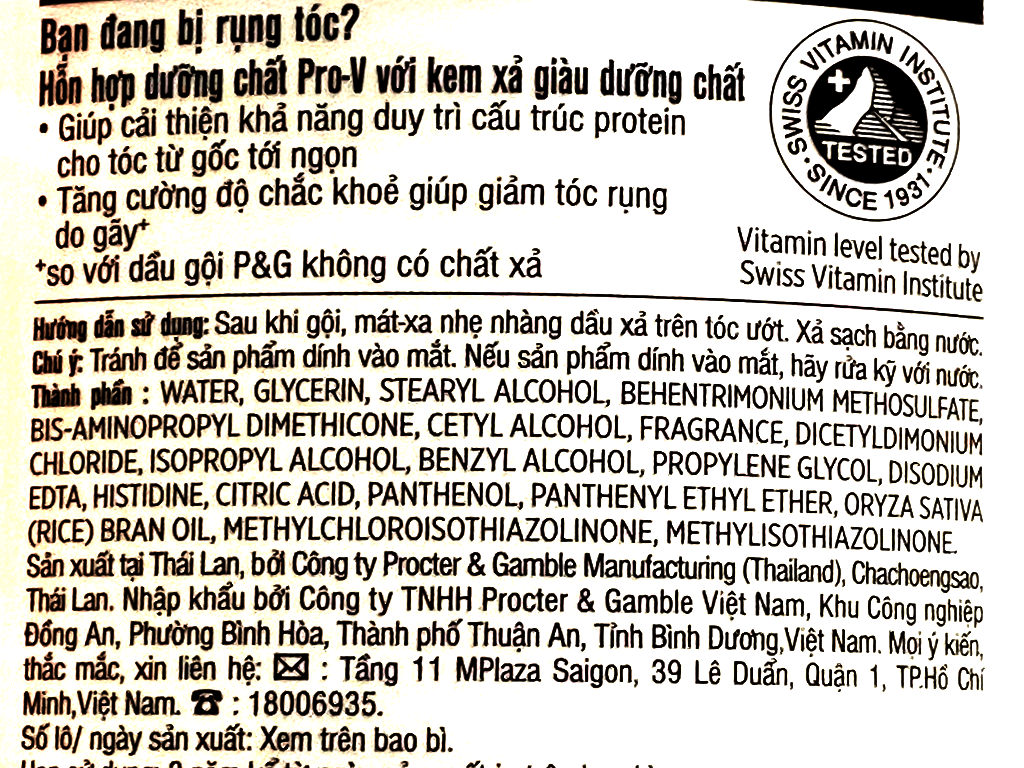 Bạn đang bị rụng tóc?
Hỗn hợp dưỡng chất Pro-V với kem xả giàu dưỡng chất
• Giúp cải thiện khả năng duy trì cấu trúc protein
cho tóc từ gốc tới ngọn
• Tăng cường độ chắc khoẻ giúp giảm tóc rụng
do gãy⁺
⁺so với dầu gội P&G không có chất xả
SWISS VITAMIN INSTITUTE
TESTED
SINCE 1931
Vitamin level tested by
Swiss Vitamin Institute
Hướng dẫn sử dụng: Sau khi gội, mát-xa nhẹ nhàng dầu xả trên tóc ướt. Xả sạch bằng nước.
Chú ý: Tránh để sản phẩm dính vào mắt. Nếu sản phẩm dính vào mắt, hãy rửa kỹ với nước.
Thành phần : WATER, GLYCERIN, STEARYL ALCOHOL, BEHENTRIMONIUM METHOSULFATE,
BIS-AMINOPROPYL DIMETHICONE, CETYL ALCOHOL, FRAGRANCE, DICETYLDIMONIUM
CHLORIDE, ISOPROPYL ALCOHOL, BENZYL ALCOHOL, PROPYLENE GLYCOL, DISODIUM
EDTA, HISTIDINE, CITRIC ACID, PANTHENOL, PANTHENYL ETHYL ETHER, ORYZA SATIVA
(RICE) BRAN OIL, METHYLCHLOROISOTHIAZOLINONE, METHYLISOTHIAZOLINONE.
Sản xuất tại Thái Lan, bởi Công ty Procter & Gamble Manufacturing (Thailand), Chachoengsao,
Thái Lan. Nhập khẩu bởi Công ty TNHH Procter & Gamble Việt Nam, Khu Công nghiệp
Đồng An, Phường Bình Hòa, Thành phố Thuận An, Tỉnh Bình Dương,Việt Nam. Mọi ý kiến,
thắc mắc, xin liên hệ: ✉ : Tầng 11 MPlaza Saigon, 39 Lê Duẩn, Quận 1, TP.Hồ Chí
Minh,Việt Nam. ☎ : 18006935.
Số lô/ ngày sản xuất: Xem trên bao bì.